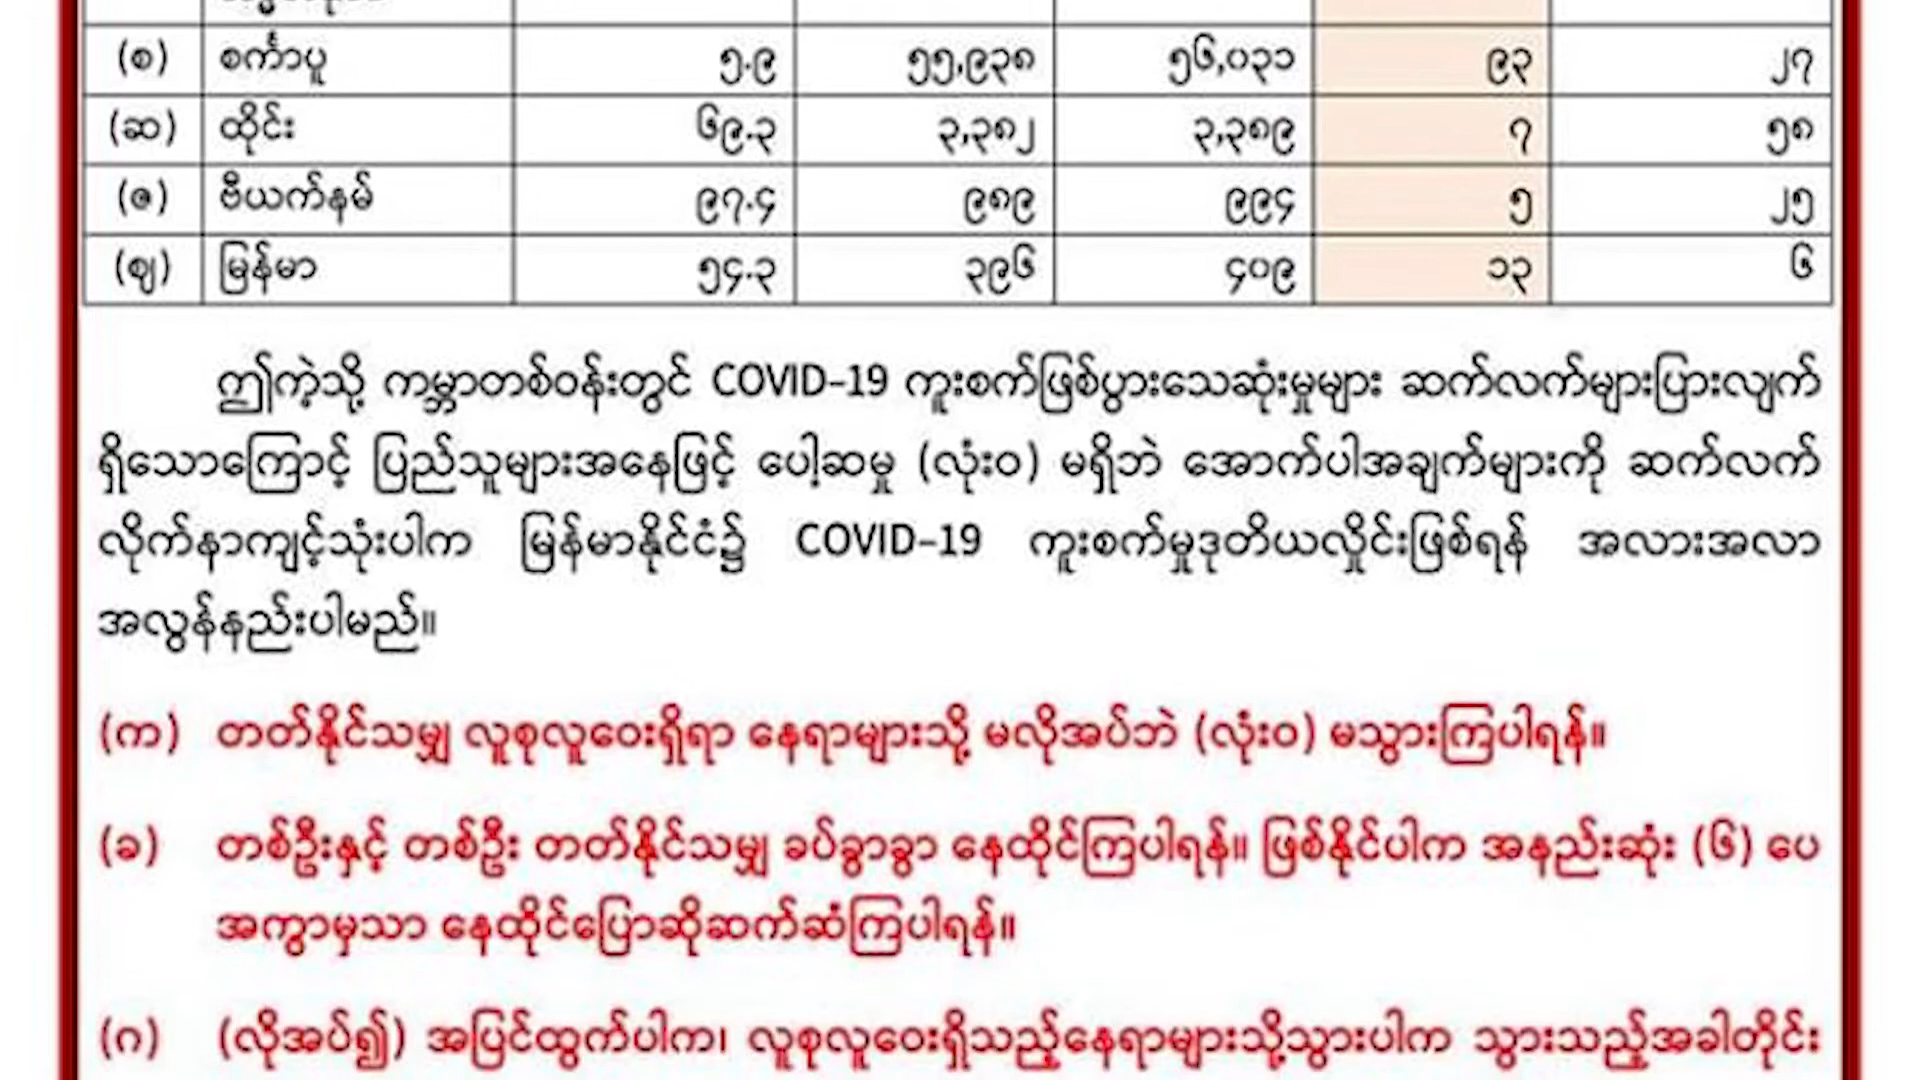 (စ) စင်္ကာပူ ၅.၉ ၅၅,၉၃၈ ၅၆,၀၃၁ ၉၃ ၂၇
(ဆ) ထိုင်း ၆၉.၃ ၃,၃၈၂ ၃,၃၈၉ ၇ ၅၈
(ဇ) ဗီယက်နမ် ၉၇.၄ ၉၈၉ ၉၉၄ ၅ ၂၅
(ဈ) မြန်မာ ၅၄.၃ ၃၉၆ ၄၀၉ ၁၃ ၆
ဤကဲ့သို့ ကမ္ဘာတစ်ဝန်းတွင် COVID-19 ကူးစက်ဖြစ်ပွားသေဆုံးမှုများ ဆက်လက်များပြားလျက်
ရှိသောကြောင့် ပြည်သူများအနေဖြင့် ပေါ့ဆမှု (လုံးဝ) မရှိဘဲ အောက်ပါအချက်များကို ဆက်လက်
လိုက်နာကျင့်သုံးပါက မြန်မာနိုင်ငံ၌ COVID-19 ကူးစက်မှုဒုတိယလှိုင်းဖြစ်ရန် အလားအလာ
အလွန်နည်းပါမည်။
(က) တတ်နိုင်သမျှ လူစုလူဝေးရှိရာ နေရာများသို့ မလိုအပ်ဘဲ (လုံးဝ) မသွားကြပါရန်။
(ခ) တစ်ဦးနှင့် တစ်ဦး တတ်နိုင်သမျှ ခပ်ခွာခွာ နေထိုင်ကြပါရန်။ ဖြစ်နိုင်ပါက အနည်းဆုံး (၆) ပေ
အကွာမှသာ နေထိုင်ပြောဆိုဆက်ဆံကြပါရန်။
(ဂ) (လိုအပ်၍) အပြင်ထွက်ပါက၊ လူစုလူဝေးရှိသည့်နေရာများသို့သွားပါက သွားသည့်အခါတိုင်း